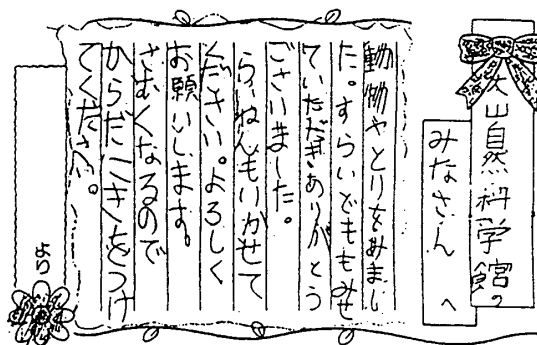 大山自然科学館の
みなさん へ
動物やとりをみまし
た。すらいどもみせ
ていただきありがとう
ございました。
らいねんもいかせて
ください。よろしく
お願いします。
さむくなるので
からだにきをつけ
てください。
より